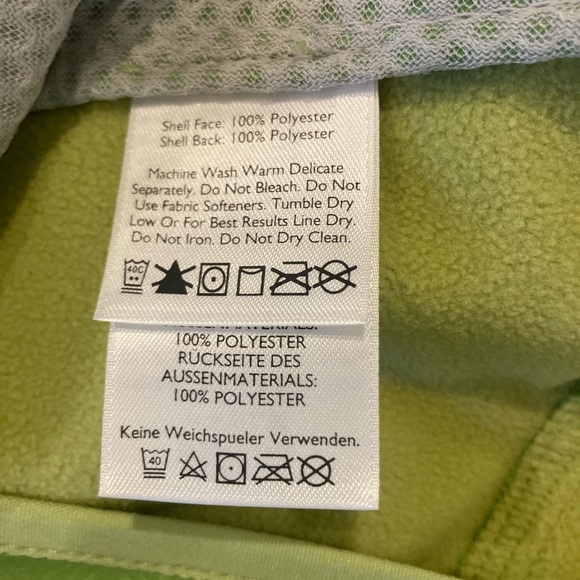 Shell Face: 100% Polyester
Shell Back: 100% Polyester
Machine Wash Warm Delicate
Separately. Do Not Bleach. Do Not
Use Fabric Softeners. Tumble Dry
Low Or For Best Results Line Dry.
Do Not Iron. Do Not Dry Clean.
40C
100% POLYESTER
RÜCKSEITE DES
AUSSENMATERIALS:
100% POLYESTER
Keine Weichspueler Verwenden.
40